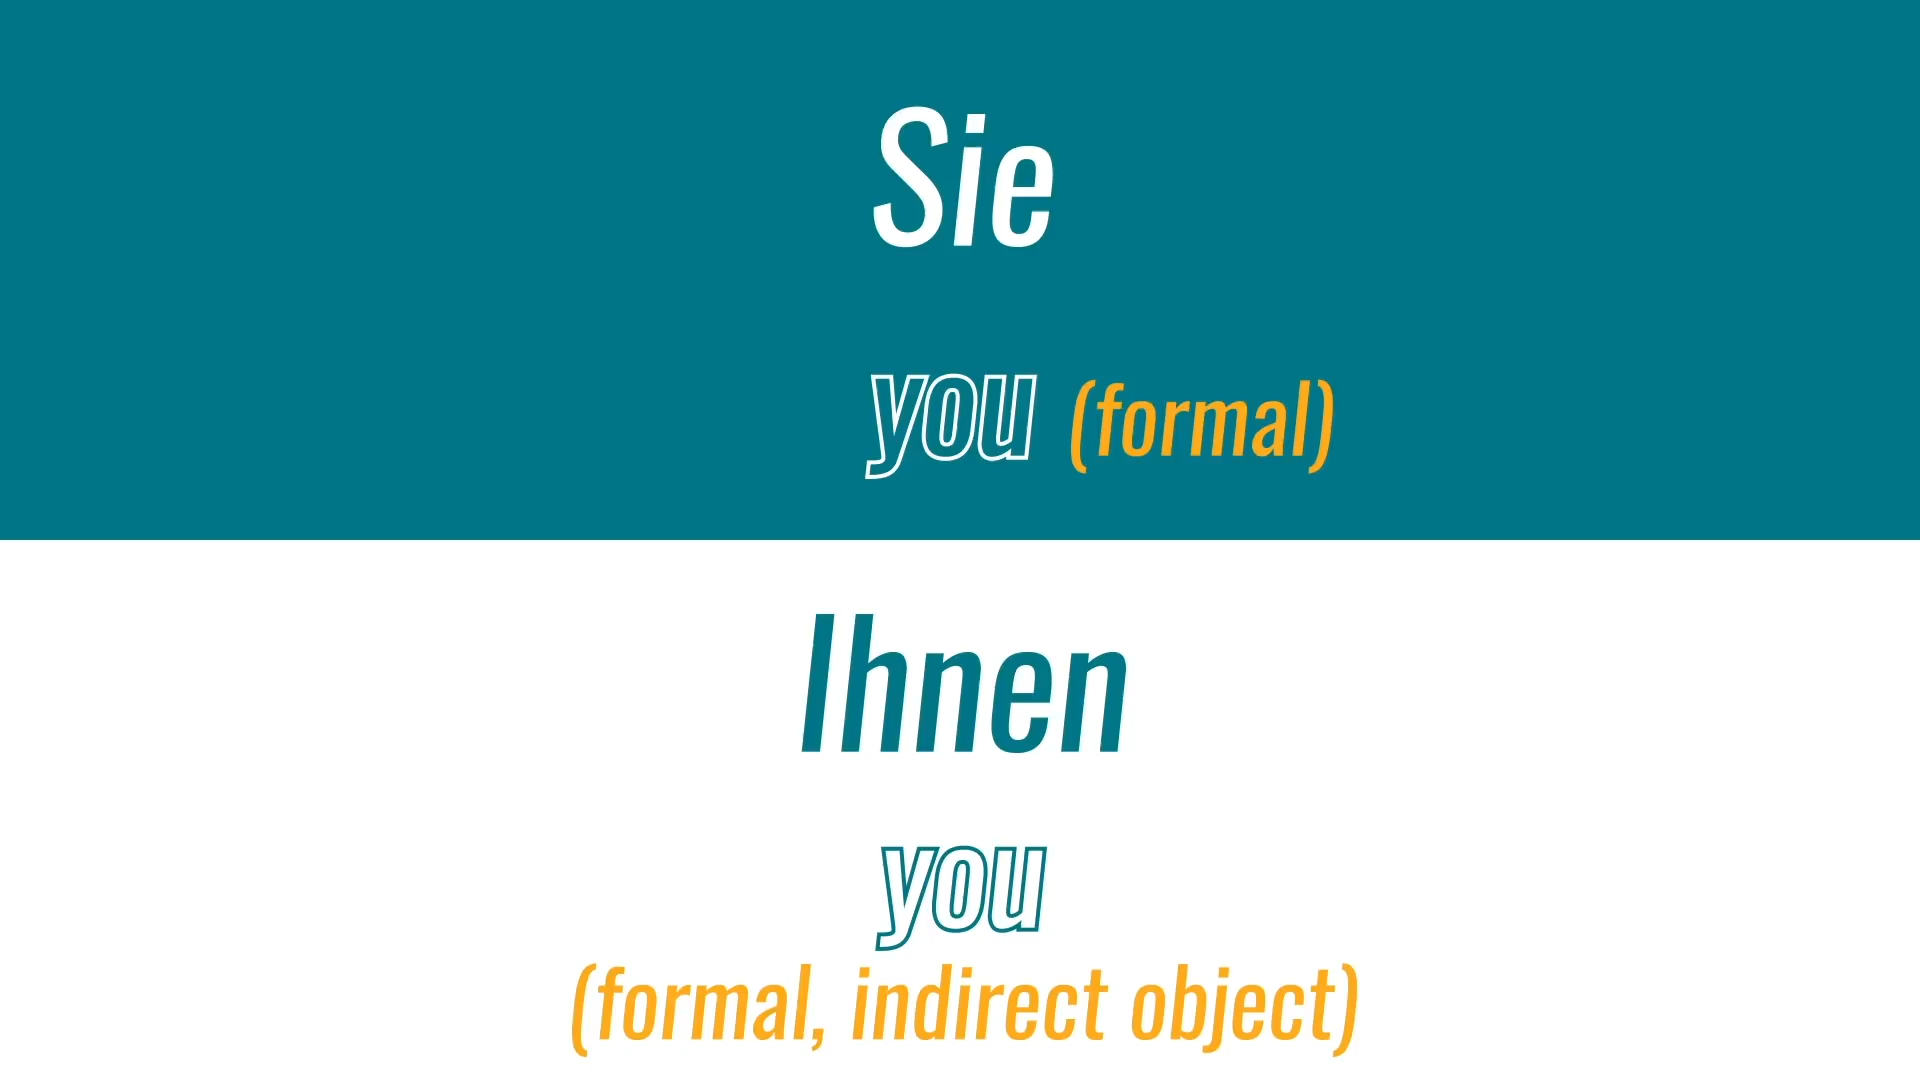 Sie
you (formal)
Ihnen
you
(formal, indirect object)